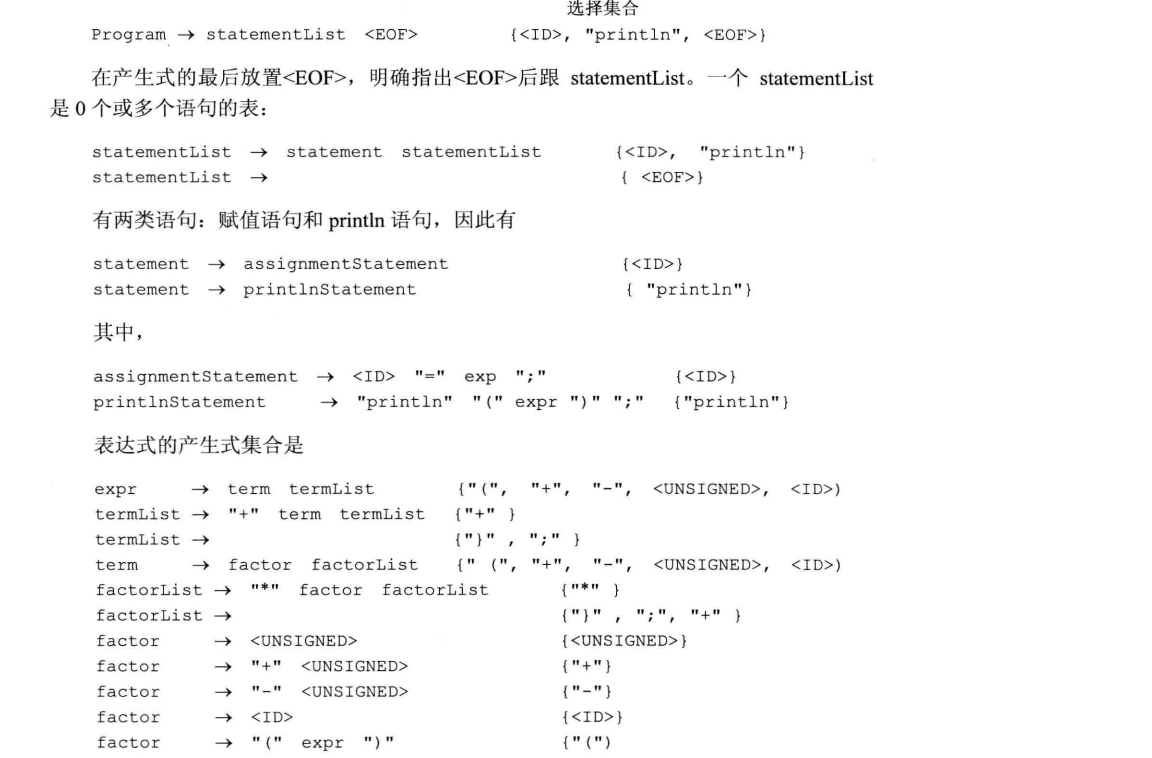 选择集合
Program → statementList <EOF> {<ID>, "println", <EOF>}
在产生式的最后放置<EOF>，明确指出<EOF>后跟 statementList。一个 statementList
是 0 个或多个语句的表：
statementList → statement statementList {<ID>, "println"}
statementList → { <EOF>}
有两类语句：赋值语句和 println 语句，因此有
statement → assignmentStatement {<ID>}
statement → printlnStatement { "println"}
其中，
assignmentStatement → <ID> "=" exp ";" {<ID>}
printlnStatement → "println" "(" expr ")" ";" {"println"}
表达式的产生式集合是
expr → term termList {"(", "+", "-", <UNSIGNED>, <ID>)
termList → "+" term termList {"+" }
termList → {"}" , ";" }
term → factor factorList {" (", "+", "-", <UNSIGNED>, <ID>)
factorList → "*" factor factorList {"*" }
factorList → {"}" , ";", "+" }
factor → <UNSIGNED> {<UNSIGNED>}
factor → "+" <UNSIGNED> {"+"}
factor → "-" <UNSIGNED> {"-"}
factor → <ID> {<ID>}
factor → "(" expr ")" {"(")